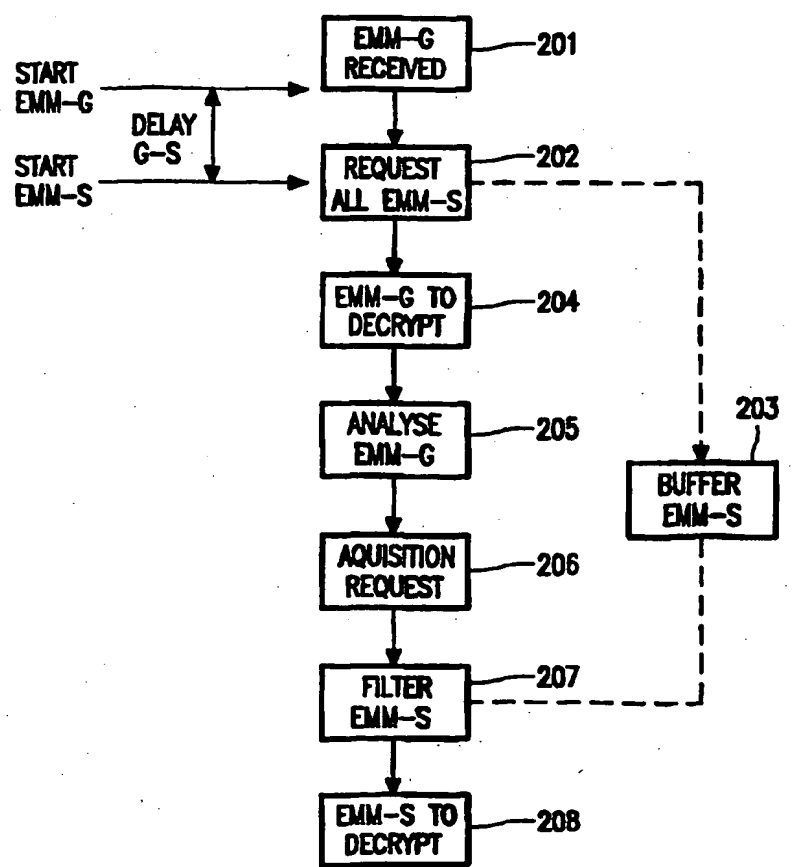 EMM-G
RECEIVED
201
START
EMM-G
DELAY
G-S
START
EMM-S
REQUEST
ALL EMM-S
202
EMM-G TO
DECRYPT
204
ANALYSE
EMM-G
205
203
BUFFER
EMM-S
AQUISITION
REQUEST
206
FILTER
EMM-S
207
EMM-S TO
DECRYPT
208